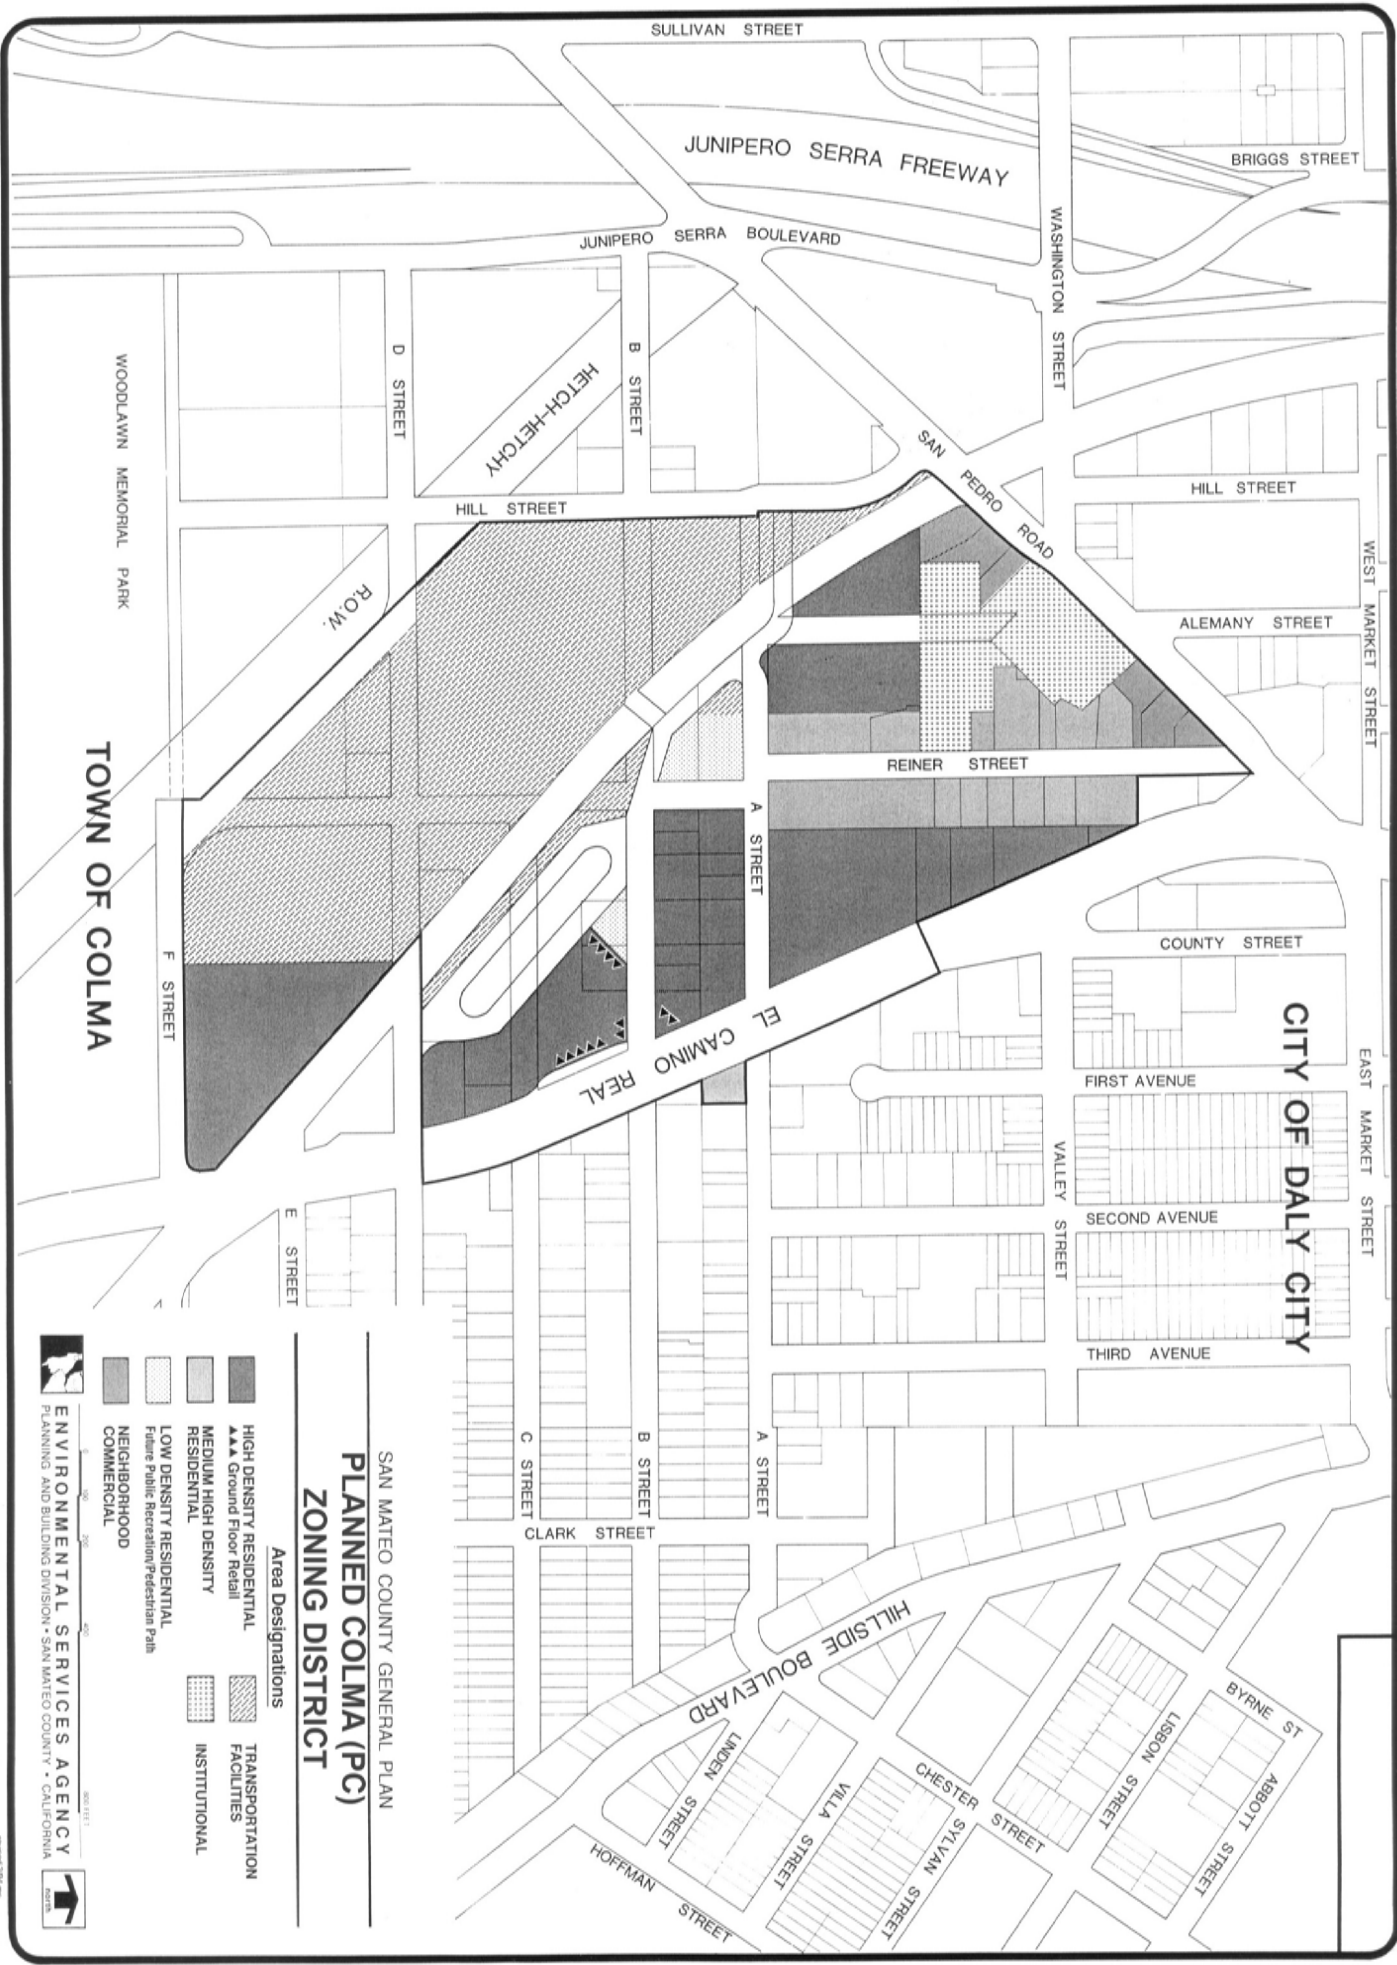 SULLIVAN STREET
JUNIPERO SERRA FREEWAY
BRIGGS STREET
JUNIPERO SERRA BOULEVARD
WASHINGTON STREET
D STREET
B STREET
HETCH-HETCHY
WOODLAWN MEMORIAL PARK
SAN PEDRO ROAD
HILL STREET
HILL STREET
WEST MARKET STREET
R.O.W.
ALEMANY STREET
TOWN OF COLMA
REINER STREET
A STREET
F STREET
COUNTY STREET
EL CAMINO REAL
CITY OF DALY CITY
FIRST AVENUE
EAST MARKET STREET
VALLEY STREET
SECOND AVENUE
E STREET
THIRD AVENUE
C STREET
B STREET
A STREET
CLARK STREET
HILLSIDE BOULEVARD
BYRNE ST
LISBON STREET
ABBOTT STREET
LINDEN STREET
VILLA STREET
CHESTER STREET
SYLVAN STREET
HOFFMAN STREET
SAN MATEO COUNTY GENERAL PLAN
PLANNED COLMA (PC)
ZONING DISTRICT
Area Designations
HIGH DENSITY RESIDENTIAL
▲▲▲ Ground Floor Retail
MEDIUM HIGH DENSITY
RESIDENTIAL
LOW DENSITY RESIDENTIAL
Future Public Recreation/Pedestrian Path
NEIGHBORHOOD
COMMERCIAL
TRANSPORTATION
FACILITIES
INSTITUTIONAL
0 100 200 400 800 FEET
ENVIRONMENTAL SERVICES AGENCY
PLANNING AND BUILDING DIVISION • SAN MATEO COUNTY • CALIFORNIA
north